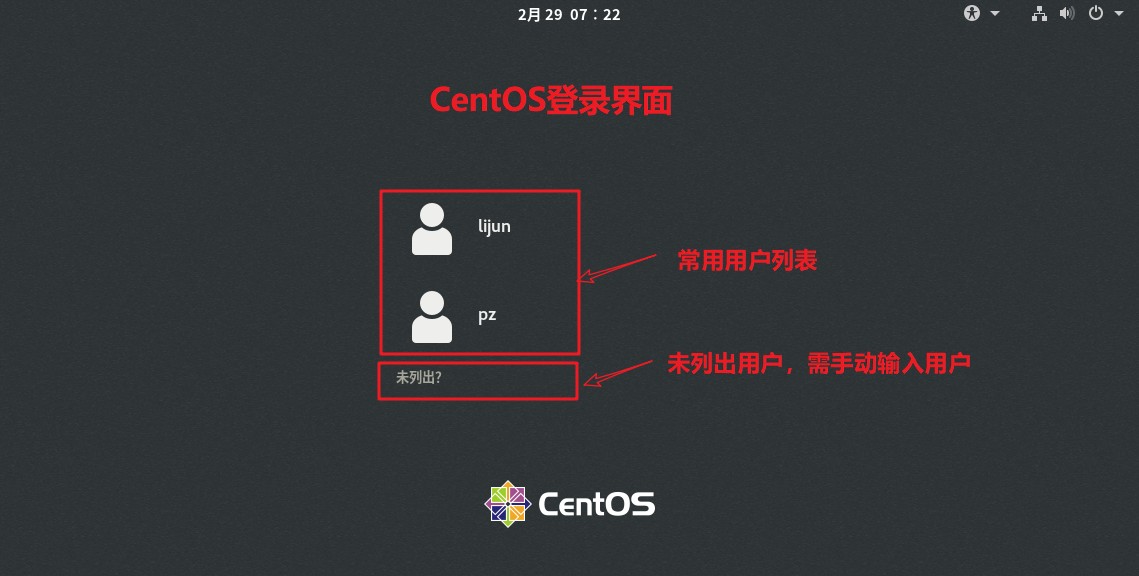 2月 29 07：22
CentOS登录界面
lijun
常用用户列表
pz
未列出用户，需手动输入用户
未列出?
CentOS